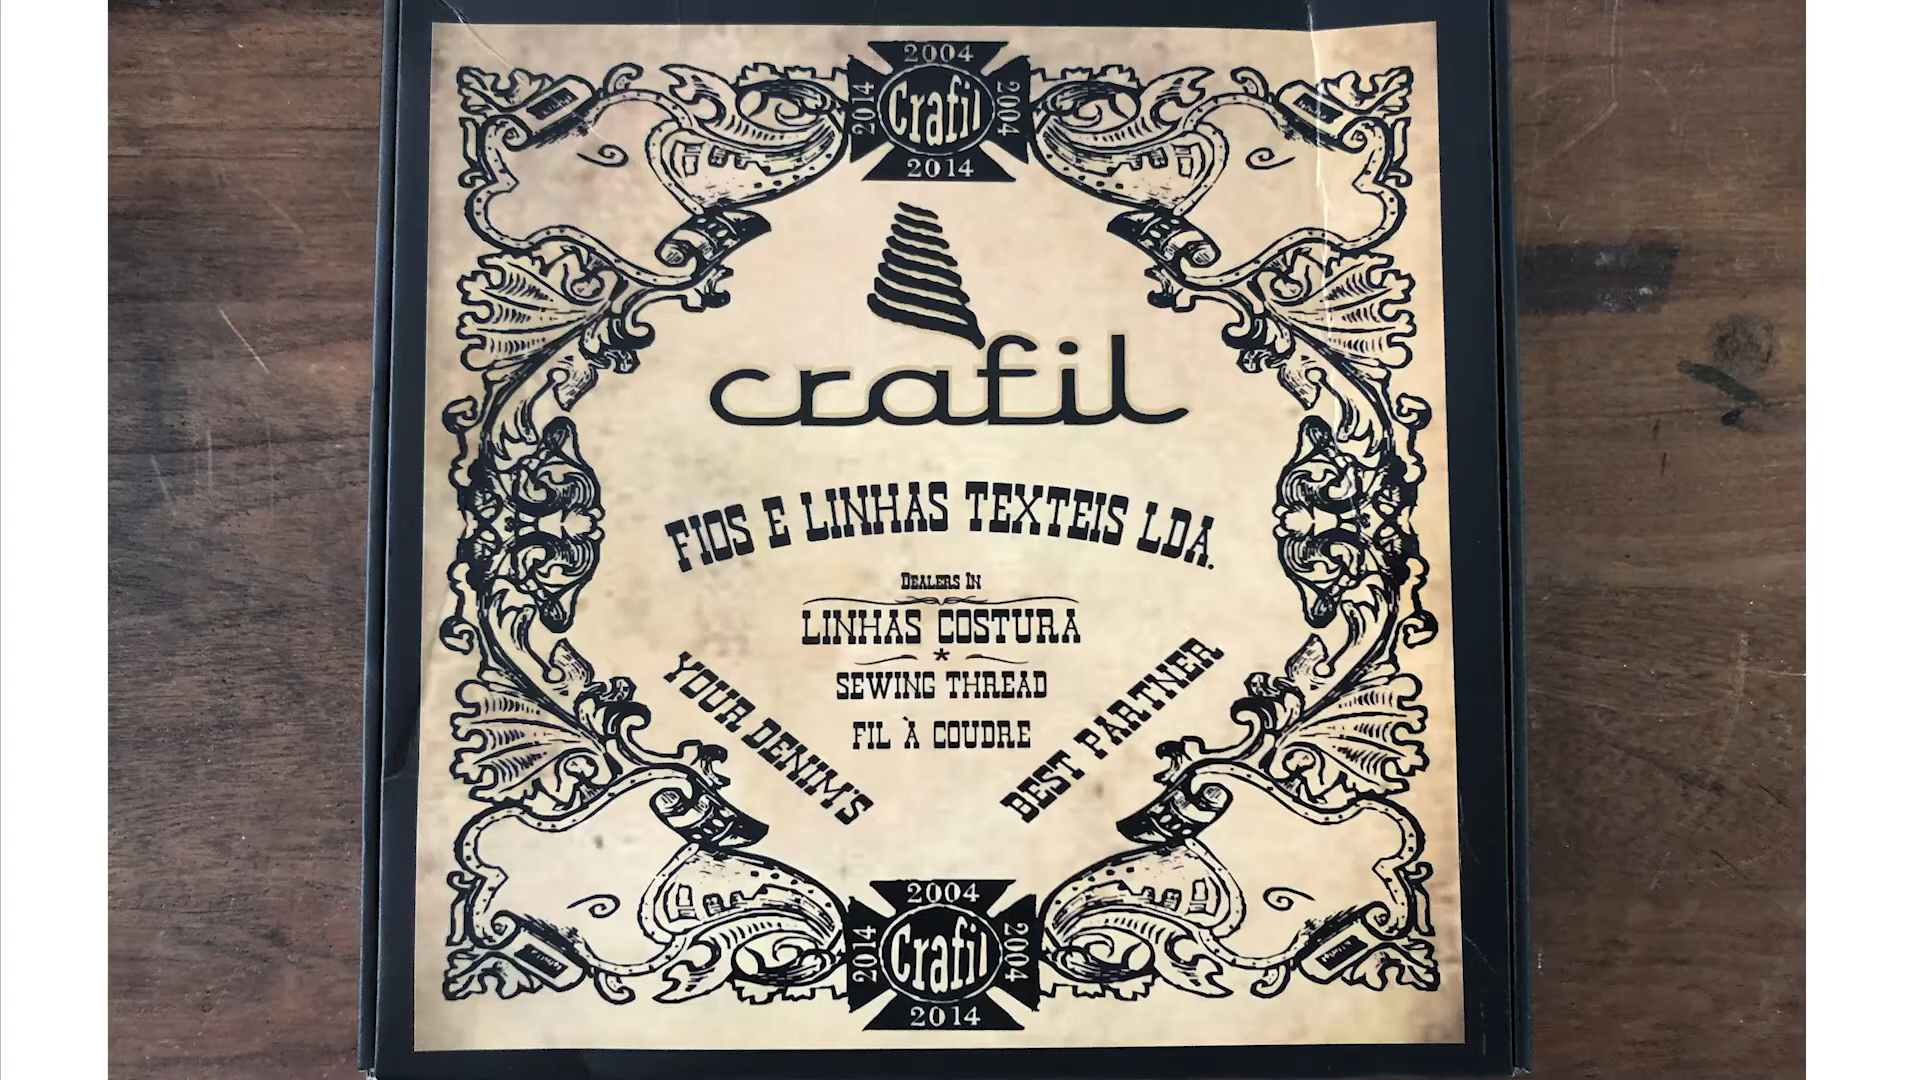 2004
2014 Crafil 2004
2014
crafil
FIOS E LINHAS TEXTEIS LDA.
DEALERS IN
LINHAS COSTURA
*
SEWING THREAD
FIL À COUDRE
YOUR DENIM'S
BEST PARTNER
2004
2014 Crafil 2004
2014